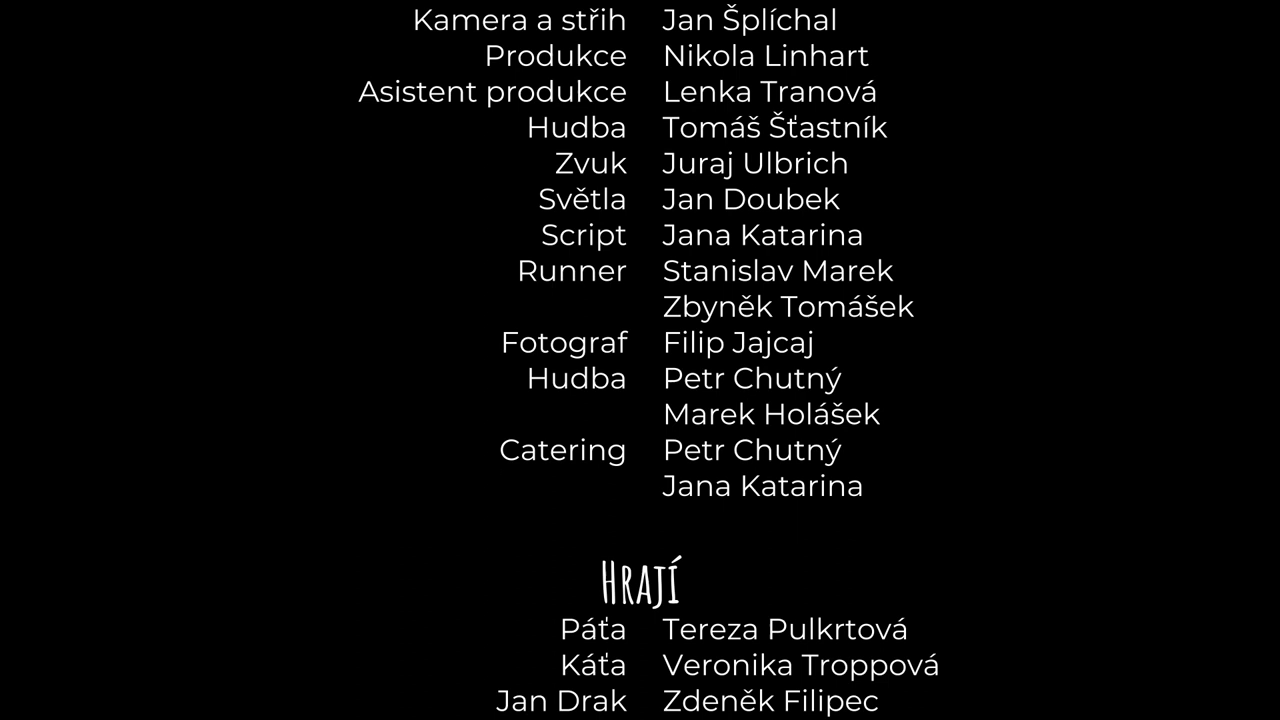 Kamera a střih Jan Šplíchal
Produkce Nikola Linhart
Asistent produkce Lenka Tranová
Hudba Tomáš Šťastník
Zvuk Juraj Ulbrich
Světla Jan Doubek
Script Jana Katarina
Runner Stanislav Marek
Zbyněk Tomášek
Fotograf Filip Jajcaj
Hudba Petr Chutný
Marek Holášek
Catering Petr Chutný
Jana Katarina
Hrají
Páťa Tereza Pulkrtová
Káťa Veronika Troppová
Jan Drak Zdeněk Filipec